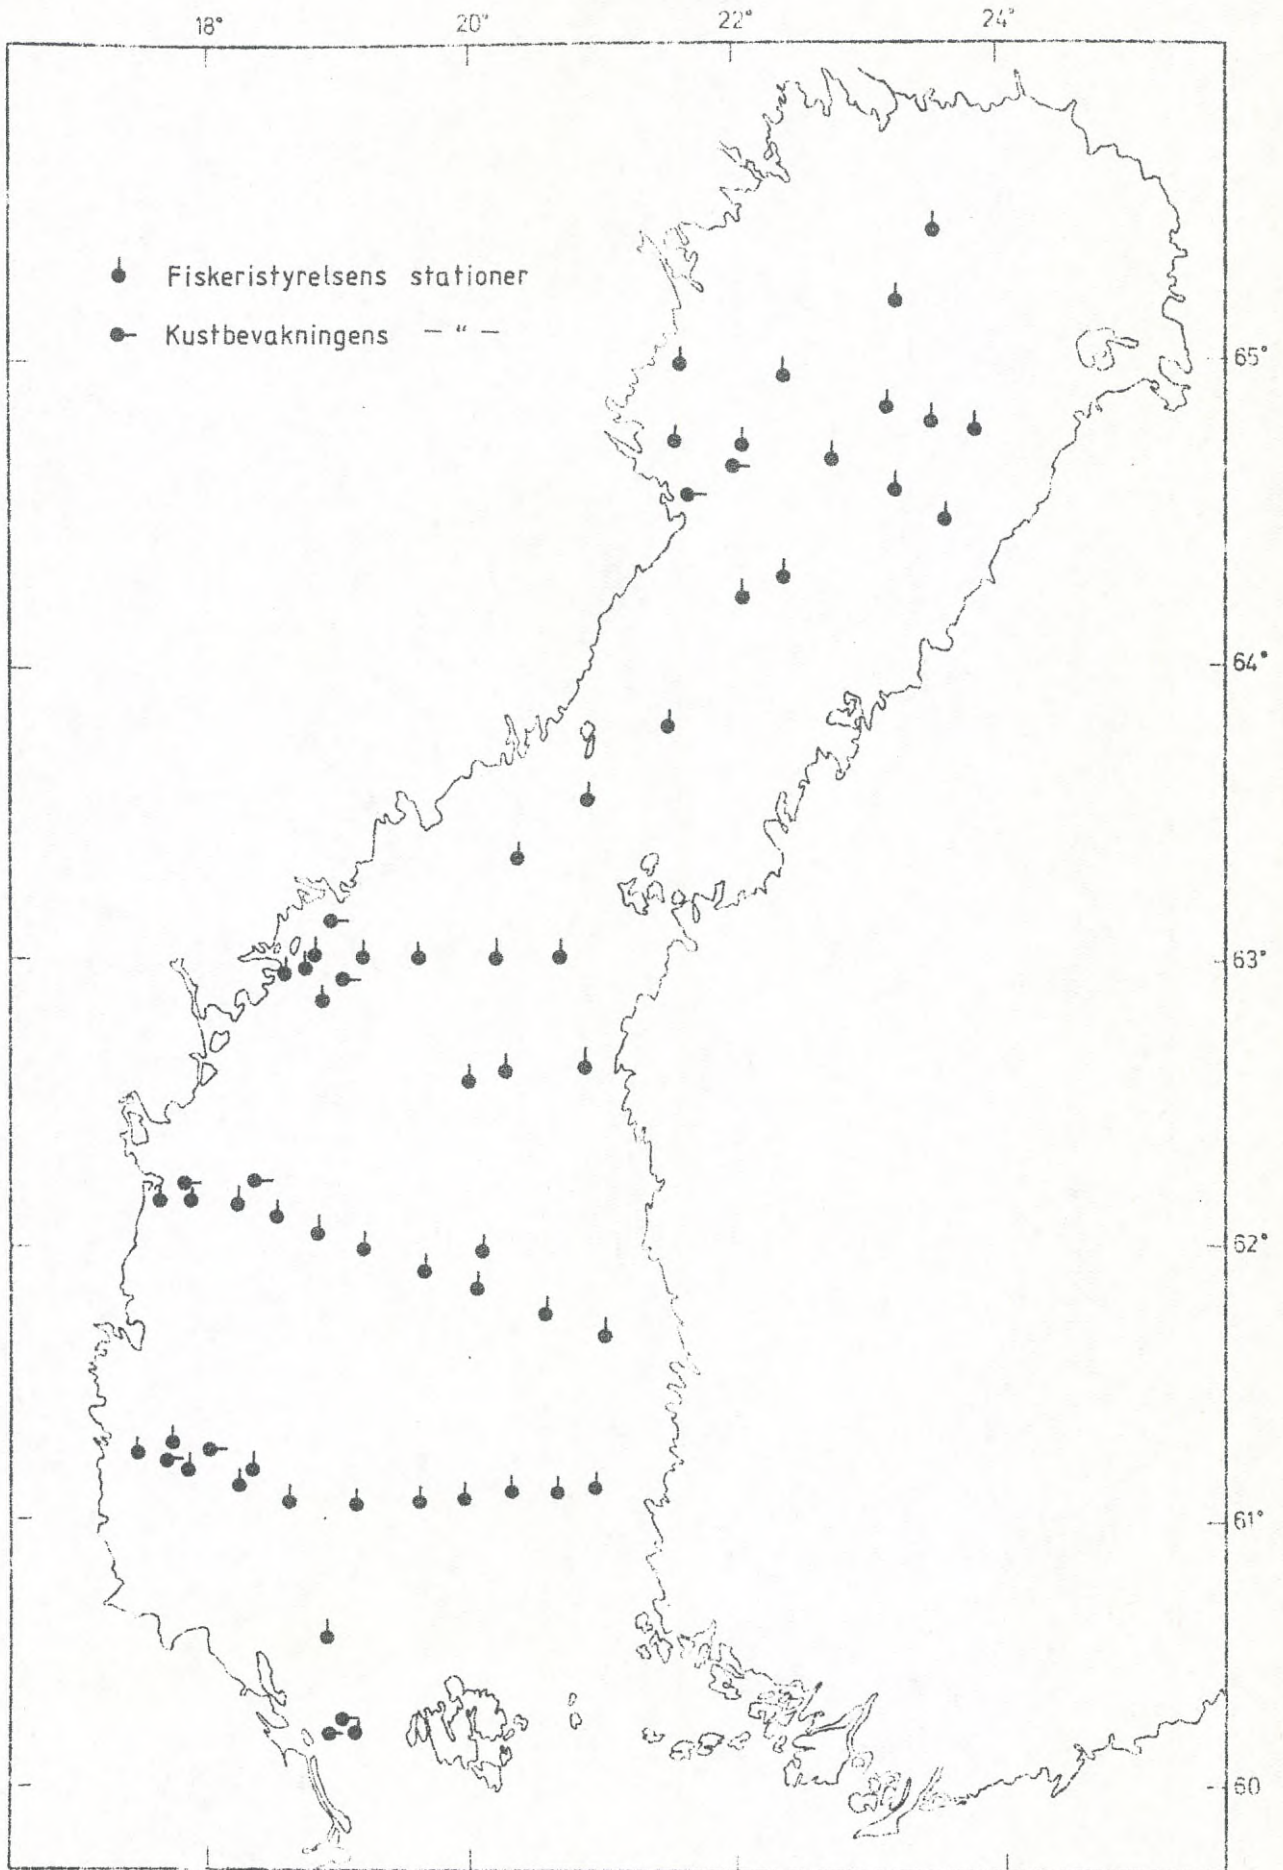 18° 20° 22° 24°
Fiskeristyrelsens stationer
Kustbevakningens — " —
65°
64°
63°
62°
61°
60